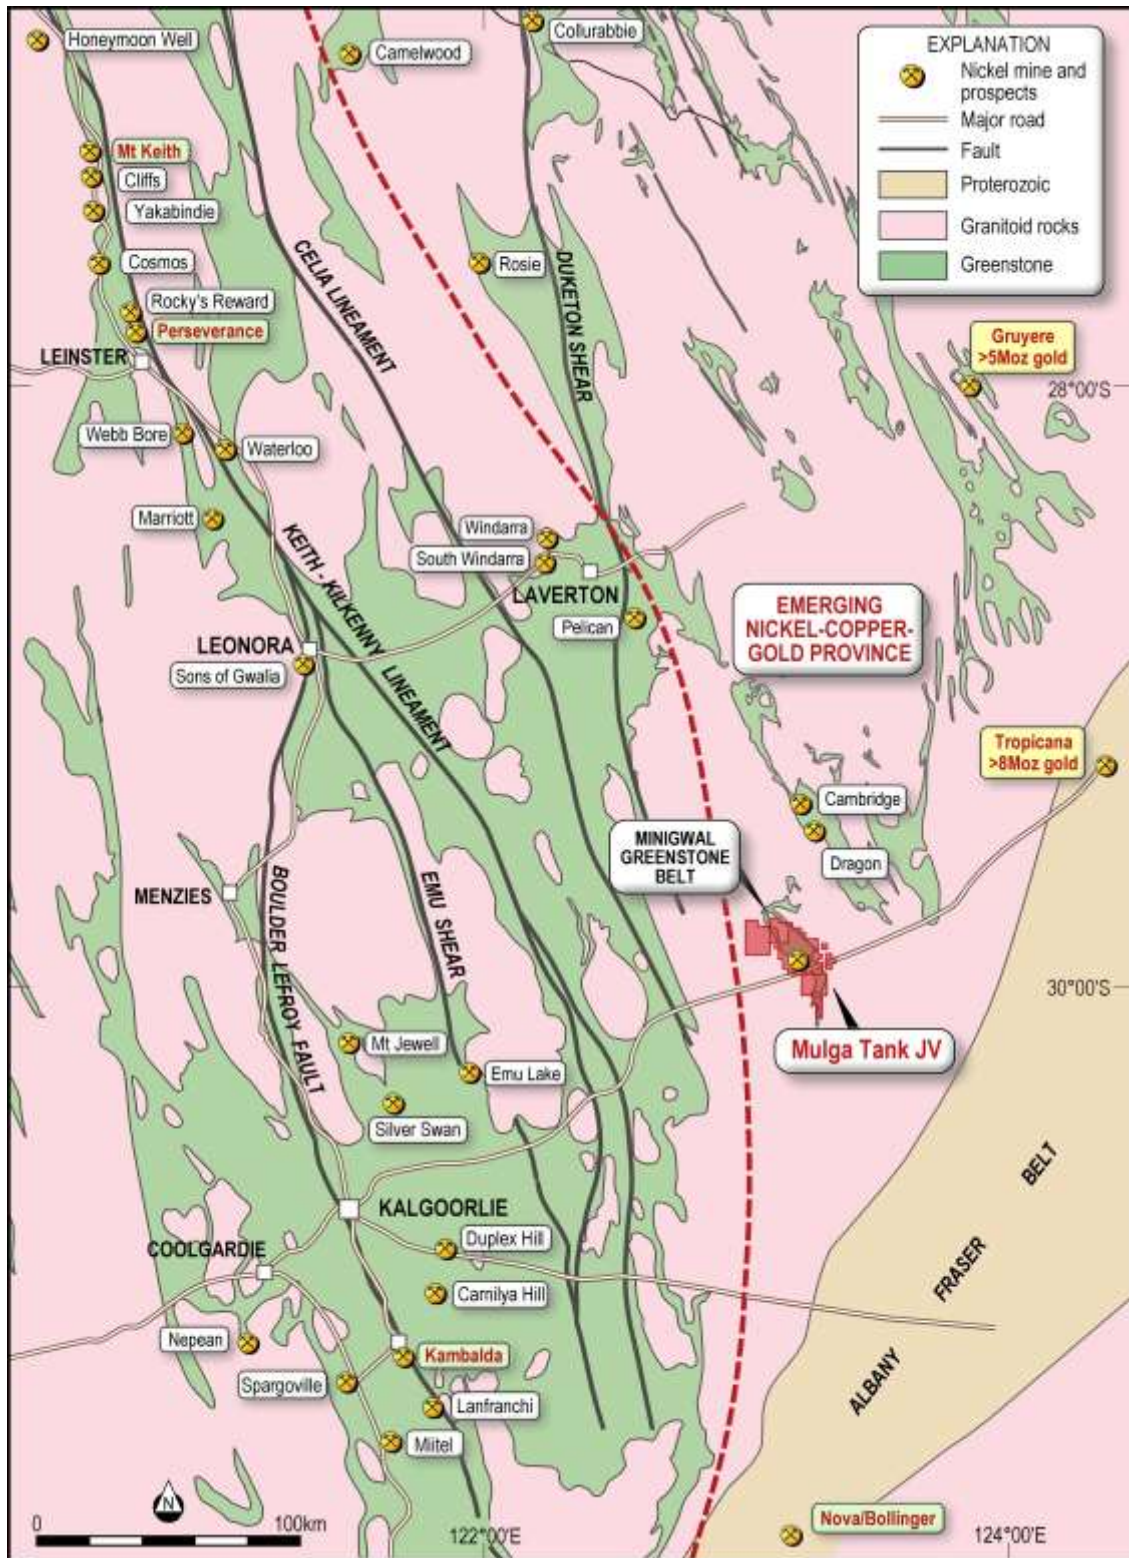 Honeymoon Well
Camelwood
Collurabbie
EXPLANATION
Nickel mine and
prospects
Major road
Fault
Proterozoic
Granitoid rocks
Greenstone
Mt Keith
Cliffs
Yakabindie
Cosmos
Rocky's Reward
Perseverance
LEINSTER
CELIA LINEAMENT
Rosie
DUKETON SHEAR
Gruyere
>5Moz gold
28°00'S
Webb Bore
Waterloo
Marriott
KEITH - KILKENNY LINEAMENT
Windarra
South Windarra
LAVERTON
Pelican
EMERGING
NICKEL-COPPER-
GOLD PROVINCE
LEONORA
Sons of Gwalia
Tropicana
>8Moz gold
Cambridge
Dragon
MINIGWAL
GREENSTONE
BELT
MENZIES
BOULDER LEFROY FAULT
EMU SHEAR
30°00'S
Mulga Tank JV
Mt Jewell
Emu Lake
Silver Swan
KALGOORLIE
COOLGARDIE
Duplex Hill
Carnilya Hill
Nepean
Kambalda
Spargoville
Lanfranchi
Miitel
ALBANY FRASER BELT
N
0 100km
122°00'E
Nova/Bollinger
124°00'E